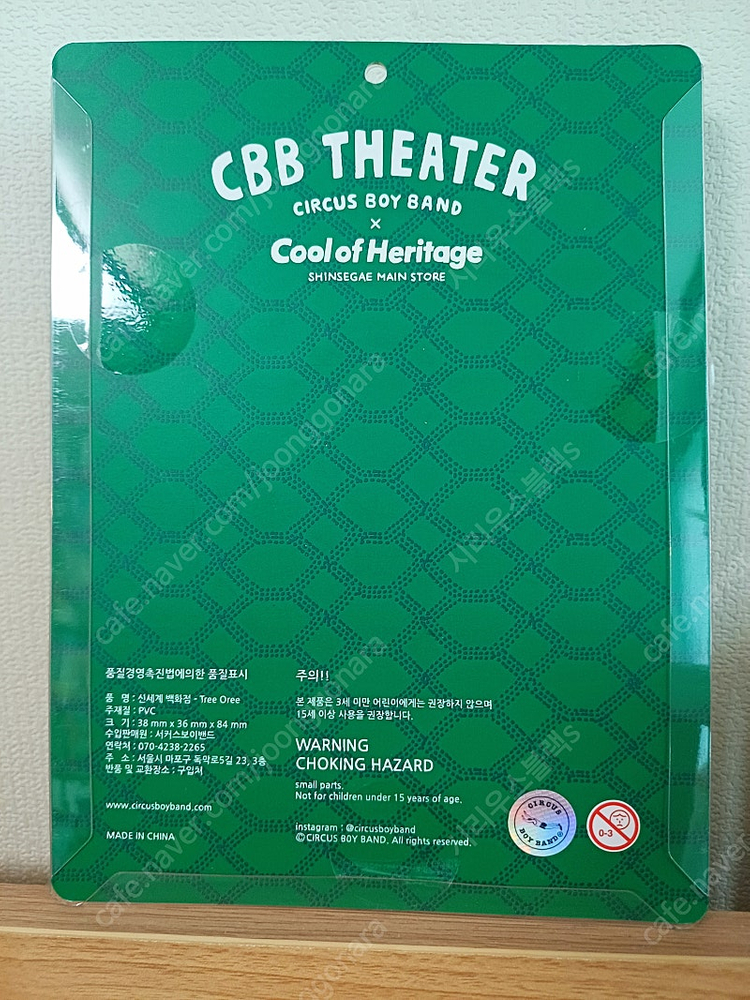 CBB THEATER
CIRCUS BOY BAND
×
Cool of Heritage
SHINSEGAE MAIN STORE
품질경영촉진법에의한 품질표시
품 명 : 신세계 백화점 - Tree Oree
주재질 : PVC
크 기 : 38 mm x 36 mm x 84 mm
수입판매원 : 서커스보이밴드
연락처 : 070-4238-2265
주 소 : 서울시 마포구 독막로5길 23, 3층
반품 및 교환장소 : 구입처
www.circusboyband.com
MADE IN CHINA
주의!!
본 제품은 3세 미만 어린이에게는 권장하지 않으며
15세 이상 사용을 권장합니다.
WARNING
CHOKING HAZARD
small parts.
Not for children under 15 years of age.
instagram : @circusboyband
©CIRCUS BOY BAND. All rights reserved.
CIRCUS
BOY BAND®
0-3
cafe.naver.com/joonggonara
cafe.naver.com/joonggonara